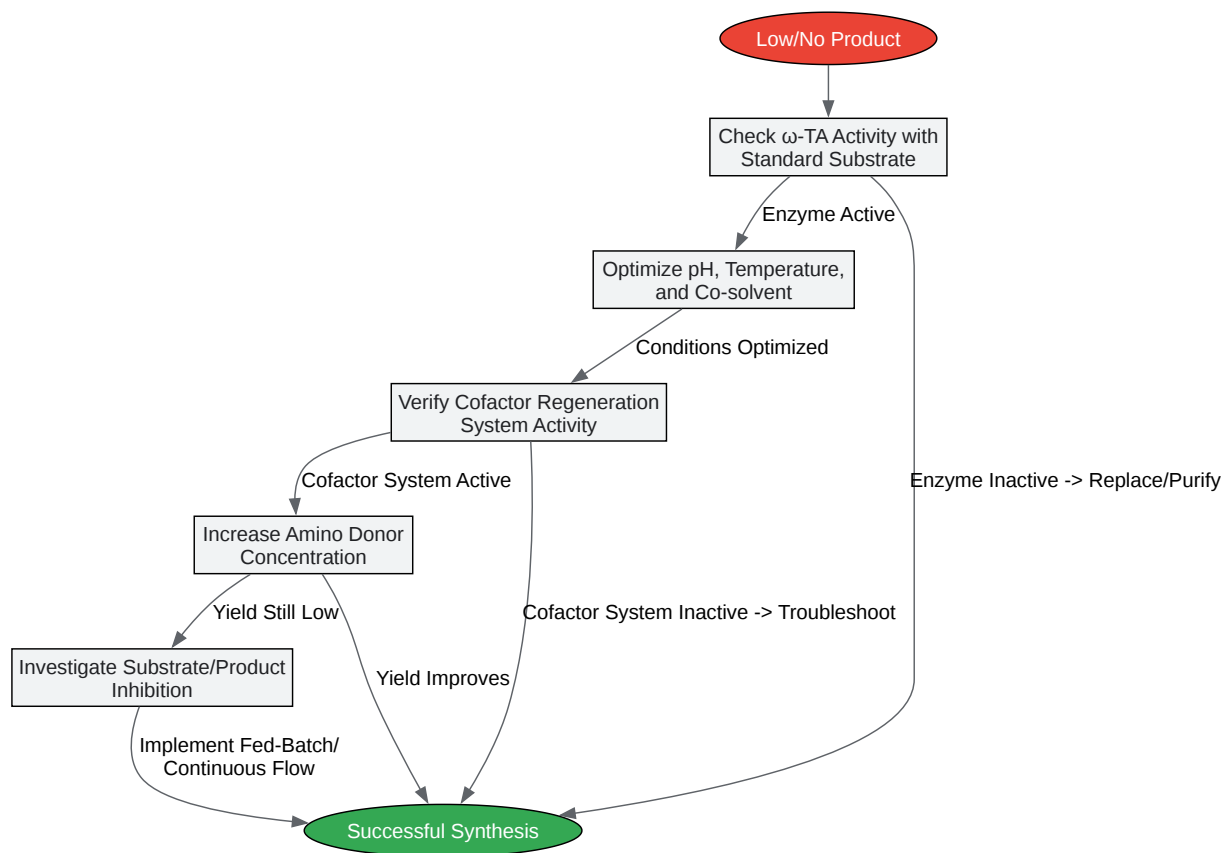 Low/No Product
Check ω-TA Activity with
Standard Substrate
Enzyme Active
Optimize pH, Temperature,
and Co-solvent
Conditions Optimized
Verify Cofactor Regeneration
System Activity
Cofactor System Active
Enzyme Inactive -> Replace/Purify
Increase Amino Donor
Concentration
Yield Still Low
Cofactor System Inactive -> Troubleshoot
Investigate Substrate/Product
Inhibition
Yield Improves
Implement Fed-Batch/
Continuous Flow
Successful Synthesis